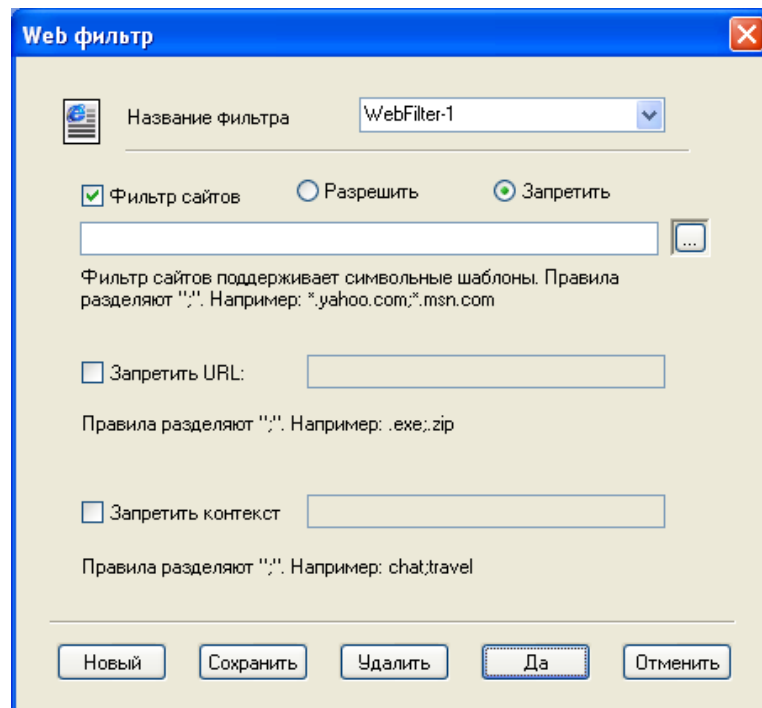 Web фильтр
Название фильтра WebFilter-1
Фильтр сайтов Разрешить Запретить
...
Фильтр сайтов поддерживает символьные шаблоны. Правила
разделяют ";". Например: *.yahoo.com;*.msn.com
Запретить URL:
Правила разделяют ";". Например: .exe;.zip
Запретить контекст
Правила разделяют ";". Например: chat;travel
Новый Сохранить Удалить Да Отменить